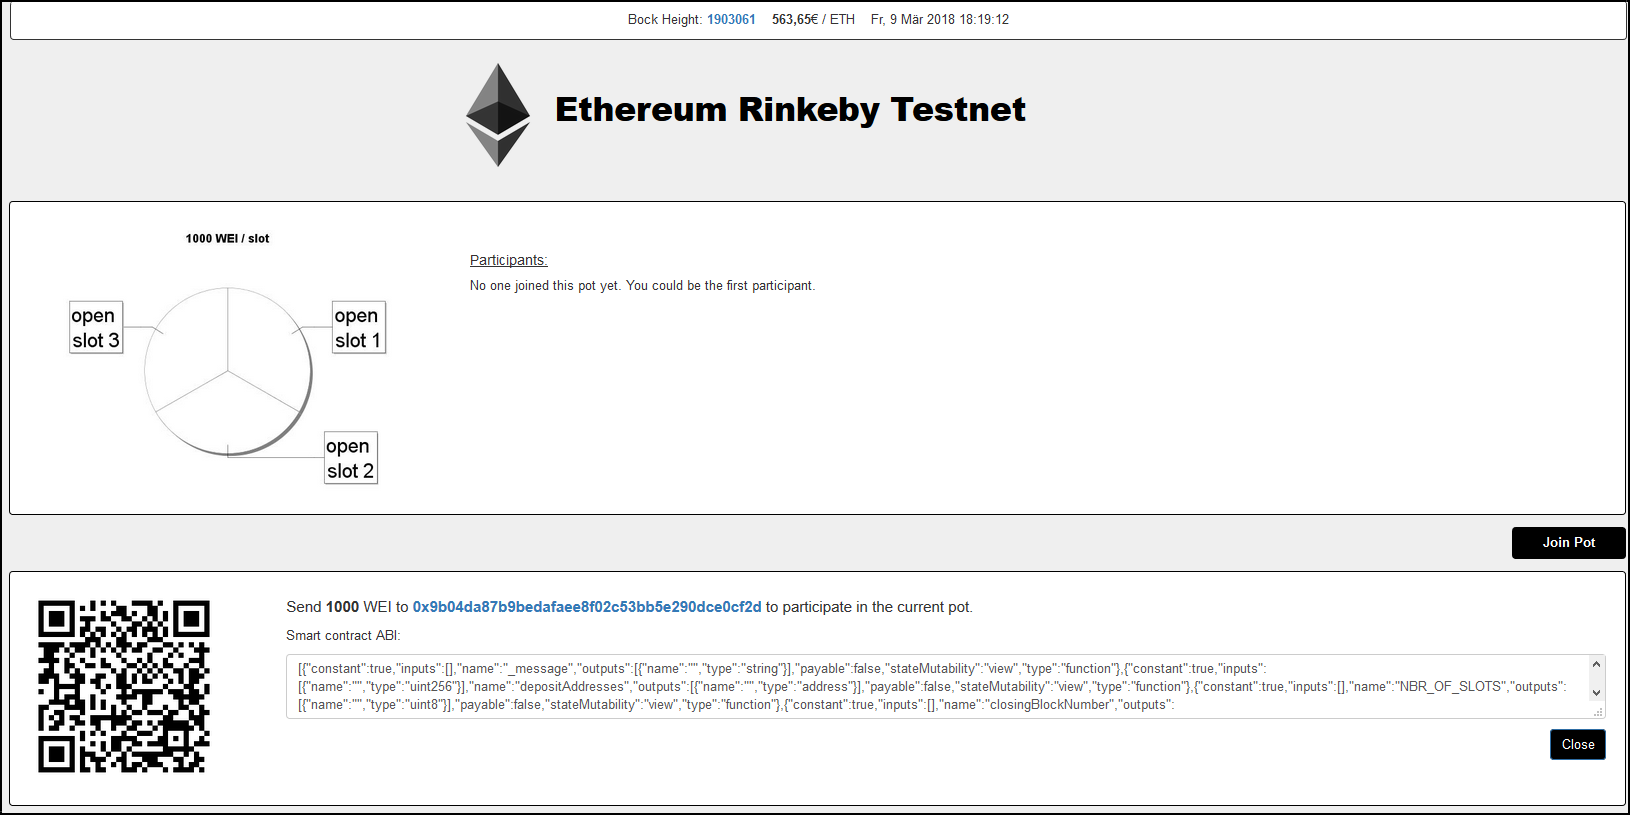 Bock Height: 1903061 563,65€ / ETH Fr, 9 Mär 2018 18:19:12
Ethereum Rinkeby Testnet
1000 WEI / slot
Participants:
No one joined this pot yet. You could be the first participant.
open
slot 3
open
slot 1
open
slot 2
Join Pot
Send 1000 WEI to 0x9b04da87b9bedafaee8f02c53bb5e290dce0cf2d to participate in the current pot.
Smart contract ABI:
[{"constant":true,"inputs":[],"name":"_message","outputs":[{"name":"","type":"string"}],"payable":false,"stateMutability":"view","type":"function"},{"constant":true,"inputs":
[{"name":"","type":"uint256"}],"name":"depositAddresses","outputs":[{"name":"","type":"address"}],"payable":false,"stateMutability":"view","type":"function"},{"constant":true,"inputs":[],"name":"NBR_OF_SLOTS","outputs":
[{"name":"","type":"uint8"}],"payable":false,"stateMutability":"view","type":"function"},{"constant":true,"inputs":[],"name":"closingBlockNumber","outputs":
Close